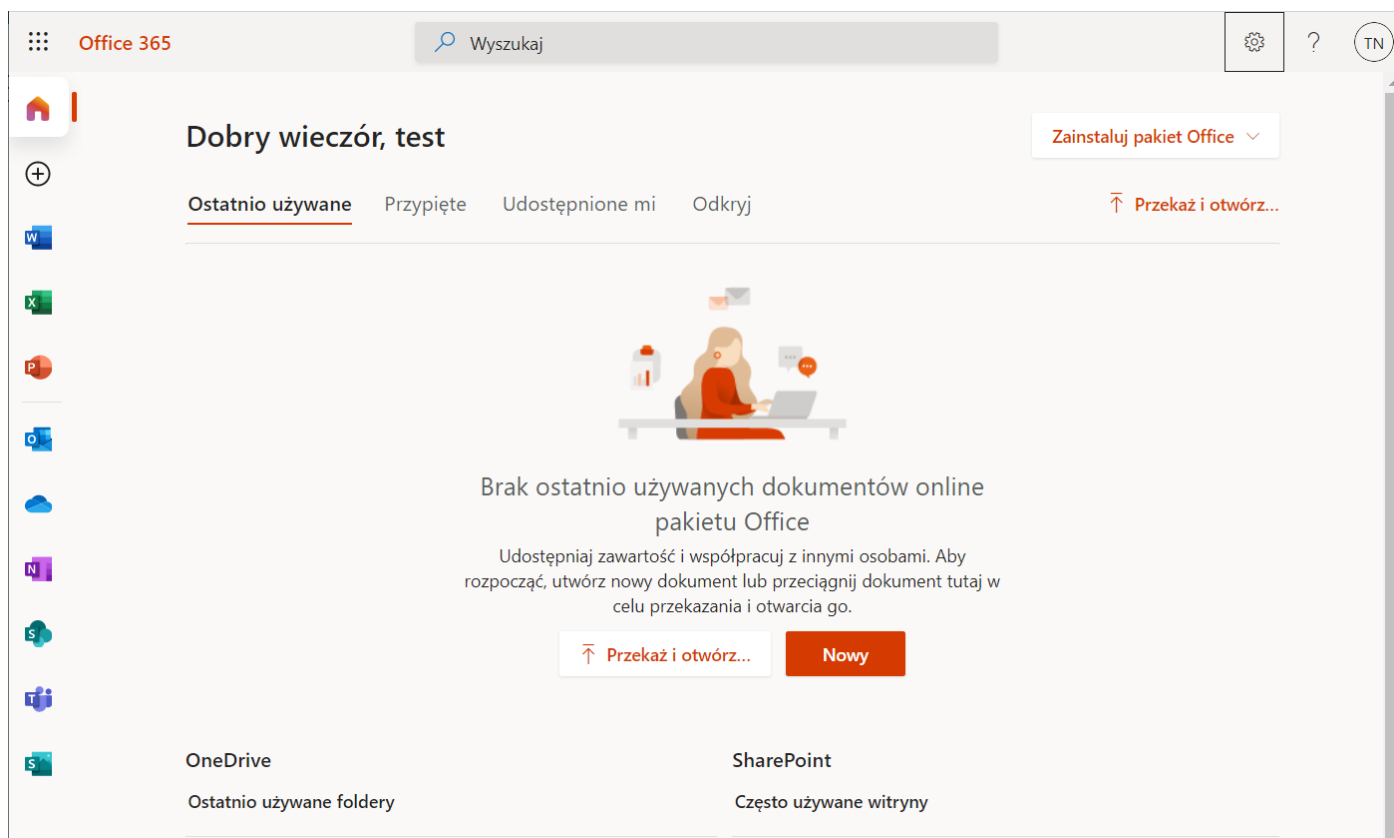 Office 365
Wyszukaj
?
TN
Dobry wieczór, test
Zainstaluj pakiet Office
Ostatnio używane
Przypięte
Udostępnione mi
Odkryj
Przekaż i otwórz...
W
X
P
O
N
S
T
S
Brak ostatnio używanych dokumentów online
pakietu Office
Udostępniaj zawartość i współpracuj z innymi osobami. Aby
rozpocząć, utwórz nowy dokument lub przeciągnij dokument tutaj w
celu przekazania i otwarcia go.
Przekaż i otwórz...
Nowy
OneDrive
SharePoint
Ostatnio używane foldery
Często używane witryny